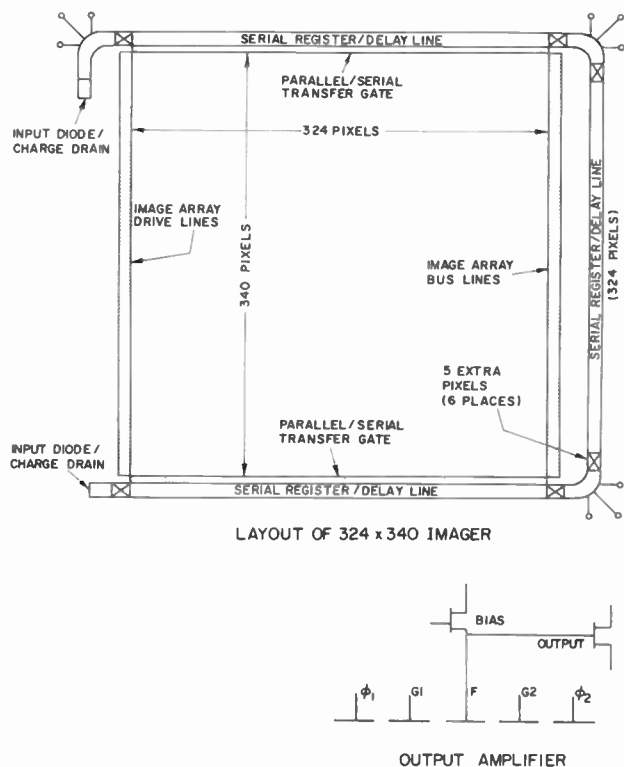 SERIAL REGISTER/DELAY LINE
PARALLEL/SERIAL
TRANSFER GATE
INPUT DIODE/
CHARGE DRAIN
324 PIXELS
IMAGE ARRAY
DRIVE LINES
340 PIXELS
IMAGE ARRAY
BUS LINES
SERIAL REGISTER/DELAY LINE
(324 PIXELS)
5 EXTRA
PIXELS
(6 PLACES)
PARALLEL/SERIAL
TRANSFER GATE
INPUT DIODE/
CHARGE DRAIN
SERIAL REGISTER/DELAY LINE
LAYOUT OF 324 x 340 IMAGER
BIAS
OUTPUT
ϕ1 G1 F G2 ϕ2
OUTPUT AMPLIFIER